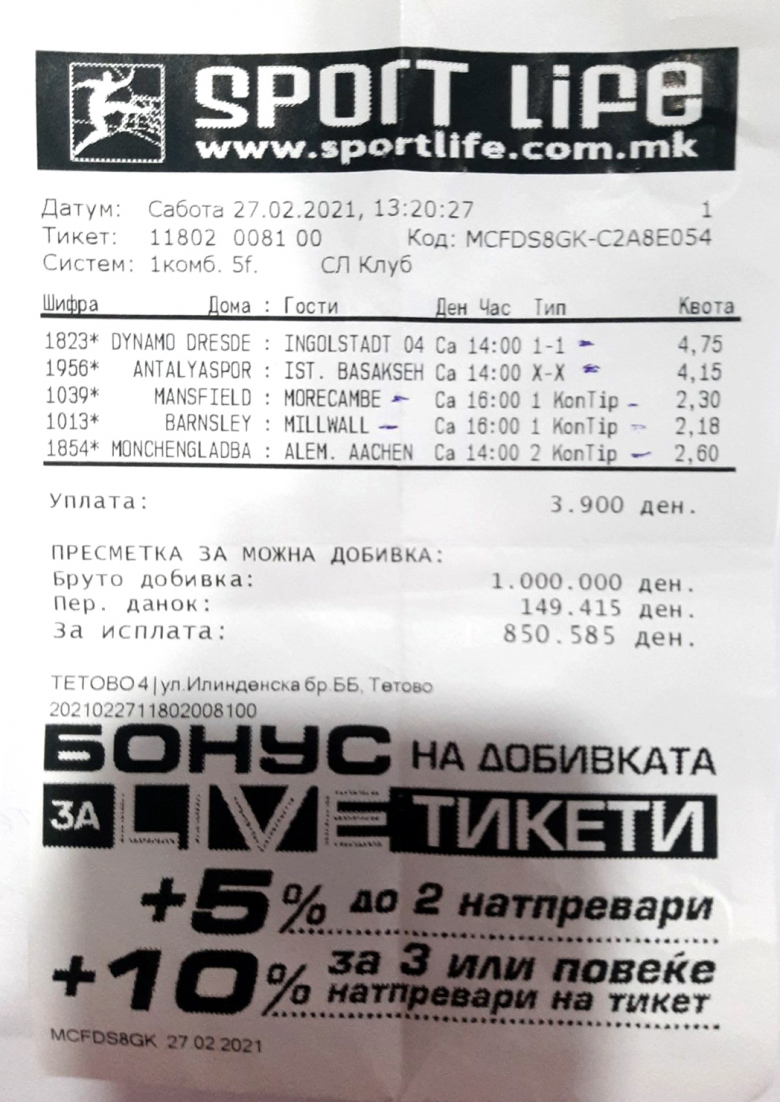 SPORT LIFE
www.sportlife.com.mk
Датум: Сабота 27.02.2021, 13:20:27 1
Тикет: 11802 0081 00 Код: MCFDS8GK-C2A8E054
Систем: 1комб. 5f. СЛ Клуб
Шифра Дома : Гости Ден Час Тип Квота
1823* DYNAMO DRESDE : INGOLSTADT 04 Са 14:00 1-1 4,75
1956* ANTALYASPOR : IST. BASAKSEH Са 14:00 X-X 4,15
1039* MANSFIELD : MORECAMBE Са 16:00 1 KonTip 2,30
1013* BARNSLEY : MILLWALL Са 16:00 1 KonTip 2,18
1854* MONCHENGLADBA : ALEM. AACHEN Са 14:00 2 KonTip 2,60
Уплата: 3.900 ден.
ПРЕСМЕТКА ЗА МОЖНА ДОБИВКА:
Бруто добивка: 1.000.000 ден.
Пер. данок: 149.415 ден.
За исплата: 850.585 ден.
ТЕТОВО 4 | ул.Илинденска бр.ББ, Тетово
2021022711802008100
БОНУС НА ДОБИВКАТА
ЗА LIVE ТИКЕТИ
+5% до 2 натпревари
+10% за 3 или повеќе
натпревари на тикет
MCFDS8GK 27.02.2021